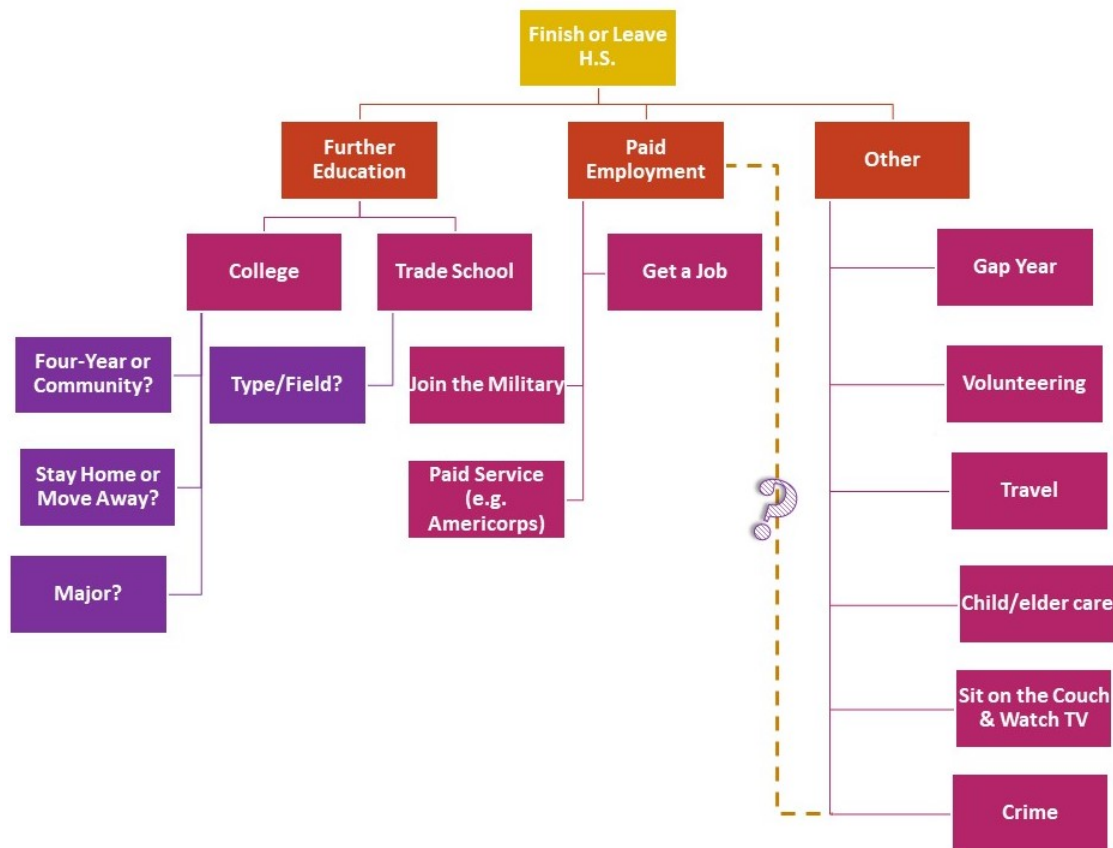 Finish or Leave
H.S.
Further
Education
Paid
Employment
Other
College
Trade School
Get a Job
Gap Year
Four-Year or
Community?
Type/Field?
Join the Military
Volunteering
Stay Home or
Move Away?
Paid Service
(e.g.
Americorps)
?
Travel
Major?
Child/elder care
Sit on the Couch
& Watch TV
Crime